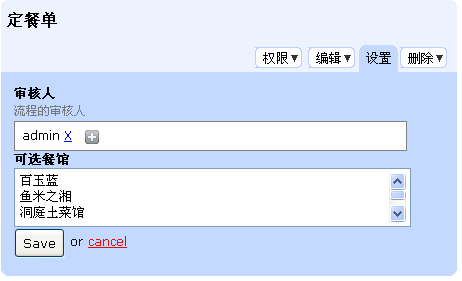 定餐单
权限▼ 编辑▼ 设置 删除▼
审核人
流程的审核人
admin X
可选餐馆
百玉蓝
鱼米之湘
洞庭土菜馆
Save or cancel